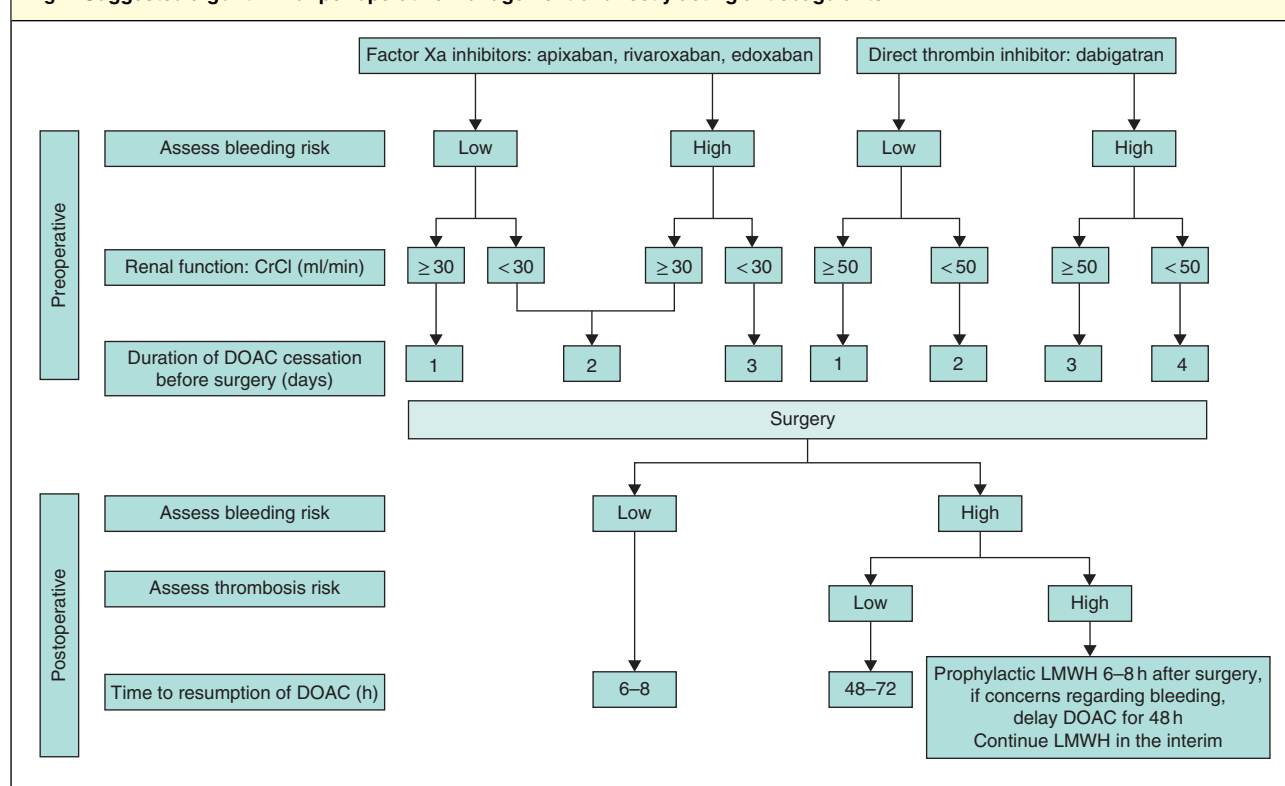 Factor Xa inhibitors: apixaban, rivaroxaban, edoxaban
Direct thrombin inhibitor: dabigatran
Preoperative
Assess bleeding risk
Low
High
Low
High
Renal function: CrCl (ml/min)
≥ 30
< 30
≥ 30
< 30
≥ 50
< 50
≥ 50
< 50
Duration of DOAC cessation
before surgery (days)
1
2
3
1
2
3
4
Surgery
Postoperative
Assess bleeding risk
Low
High
Assess thrombosis risk
Low
High
Time to resumption of DOAC (h)
6–8
48–72
Prophylactic LMWH 6–8 h after surgery,
if concerns regarding bleeding,
delay DOAC for 48 h
Continue LMWH in the interim